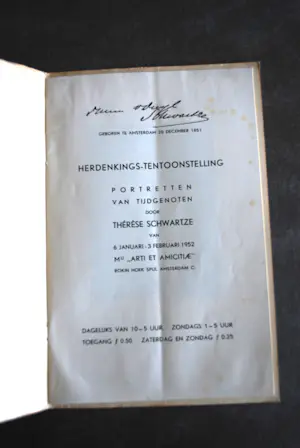 Schwartze
GEBOREN TE AMSTERDAM 20 DECEMBER 1851
HERDENKINGS-TENTOONSTELLING
PORTRETTEN
VAN TIJDGENOTEN
DOOR
THÉRÈSE SCHWARTZE
VAN
6 JANUARI - 3 FEBRUARI 1952
Mij „ARTI ET AMICITIÆ"
ROKIN HOEK SPUI, AMSTERDAM C.
DAGELIJKS VAN 10-5 UUR ZONDAGS 1-5 UUR
TOEGANG ƒ 0.50 ZATERDAG EN ZONDAG ƒ 0.25